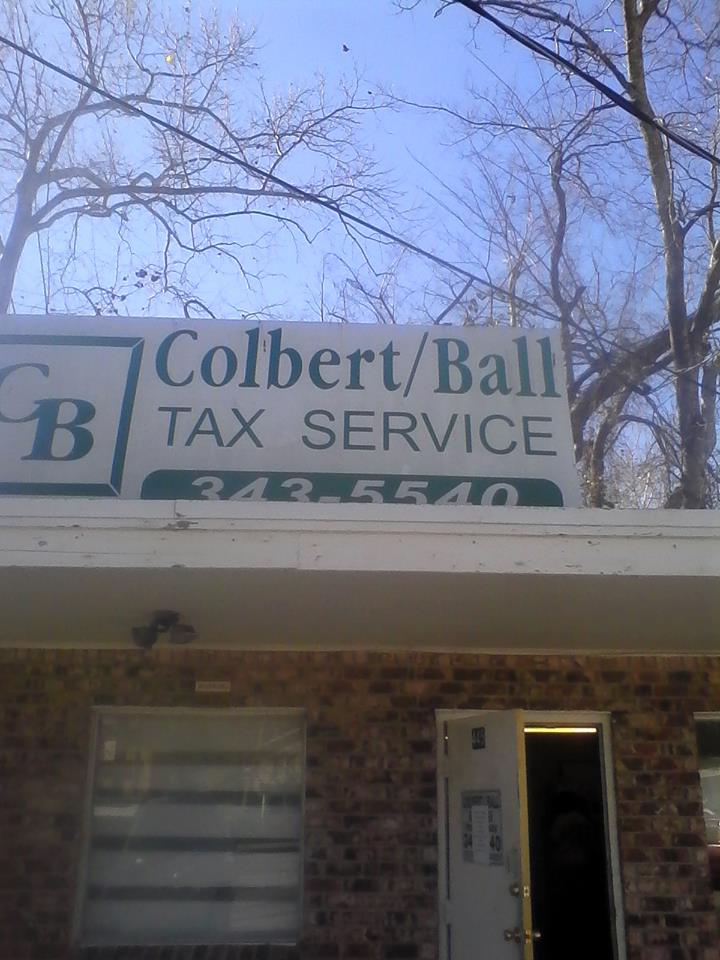 CB
Colbert/Ball
TAX SERVICE
343-5540